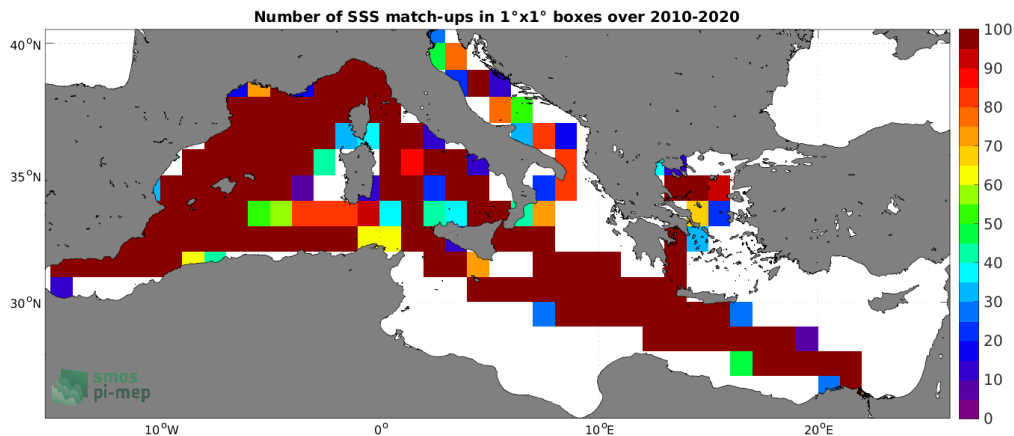 Number of SSS match-ups in 1°x1° boxes over 2010-2020
40°N
35°N
30°N
10°W
0°
10°E
20°E
100
90
80
70
60
50
40
30
20
10
0
smos
pi-mep